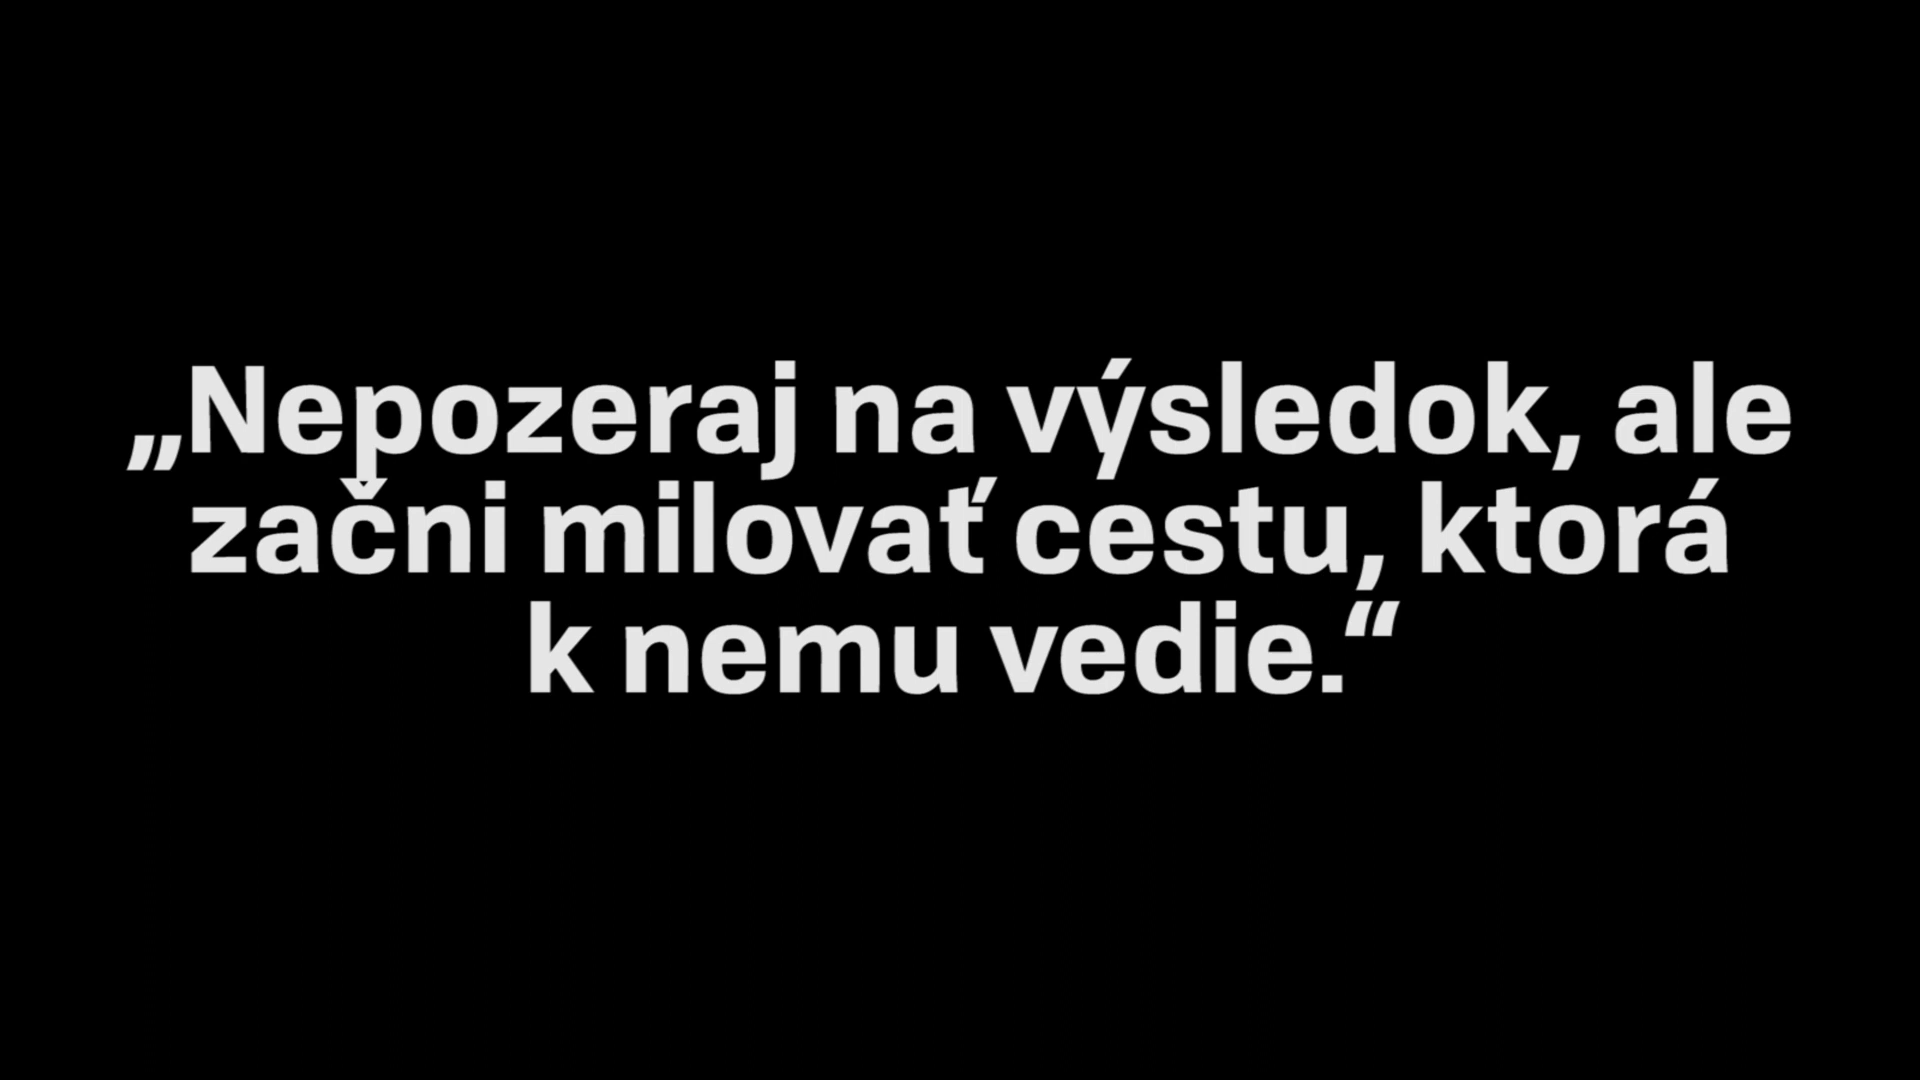 „Nepozeraj na výsledok, ale
začni milovať cestu, ktorá
k nemu vedie.“